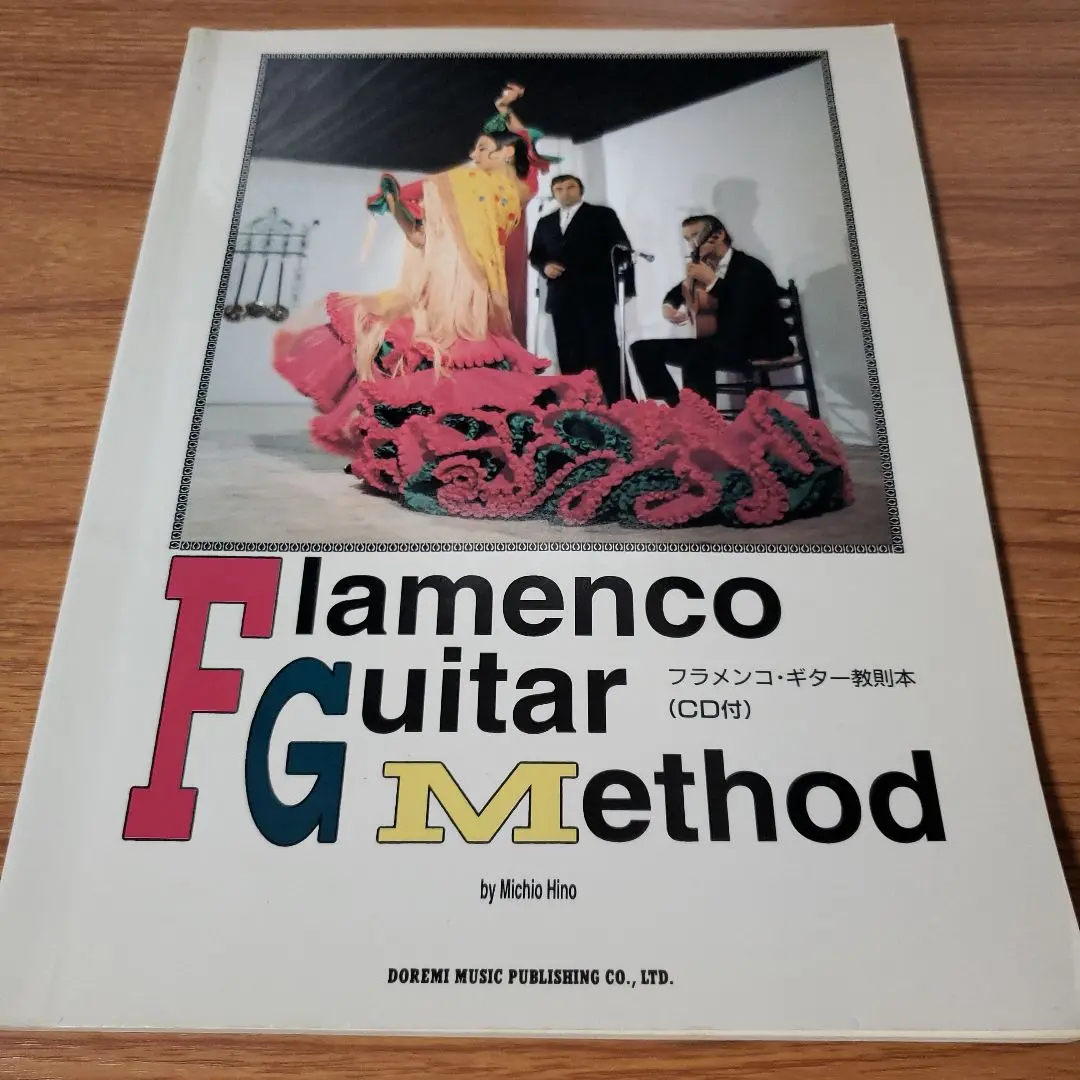 Flamenco
Guitar
フラメンコ・ギター教則本
(CD付)
Method
by Michio Hino
DOREMI MUSIC PUBLISHING CO., LTD.